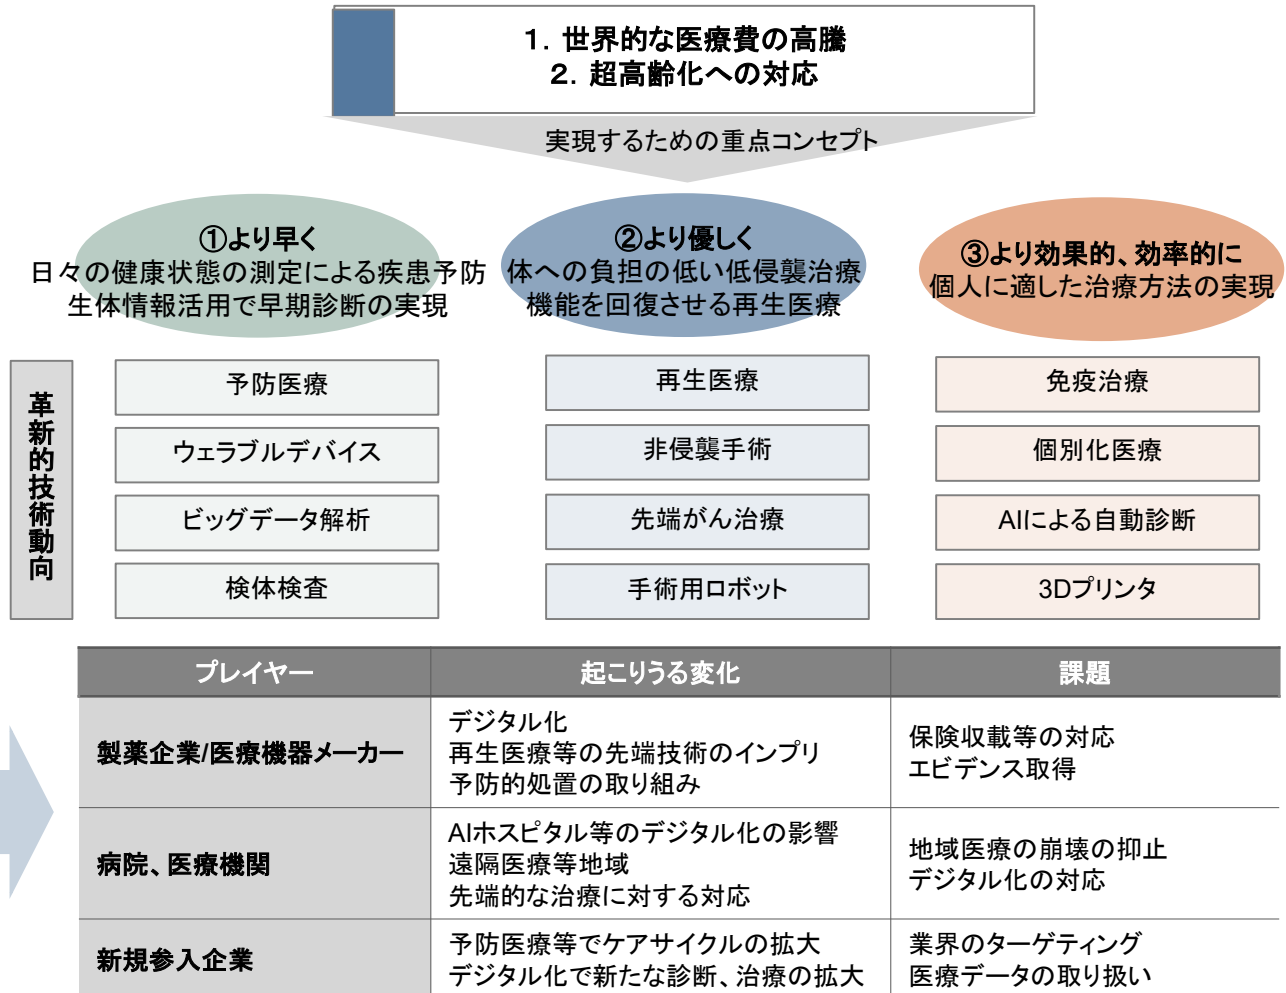 1. 世界的な医療費の高騰
2. 超高齢化への対応
実現するための重点コンセプト
①より早く
日々の健康状態の測定による疾患予防
生体情報活用で早期診断の実現
②より優しく
体への負担の低い低侵襲治療
機能を回復させる再生医療
③より効果的、効率的に
個人に適した治療方法の実現
革新的技術動向
予防医療
ウェラブルデバイス
ビッグデータ解析
検体検査
再生医療
非侵襲手術
先端がん治療
手術用ロボット
免疫治療
個別化医療
AIによる自動診断
3Dプリンタ
プレイヤー
起こりうる変化
課題
製薬企業/医療機器メーカー
デジタル化
再生医療等の先端技術のインプリ
予防的処置の取り組み
保険収載等の対応
エビデンス取得
病院、医療機関
AIホスピタル等のデジタル化の影響
遠隔医療等地域
先端的な治療に対する対応
地域医療の崩壊の抑止
デジタル化の対応
新規参入企業
予防医療等でケアサイクルの拡大
デジタル化で新たな診断、治療の拡大
業界のターゲティング
医療データの取り扱い